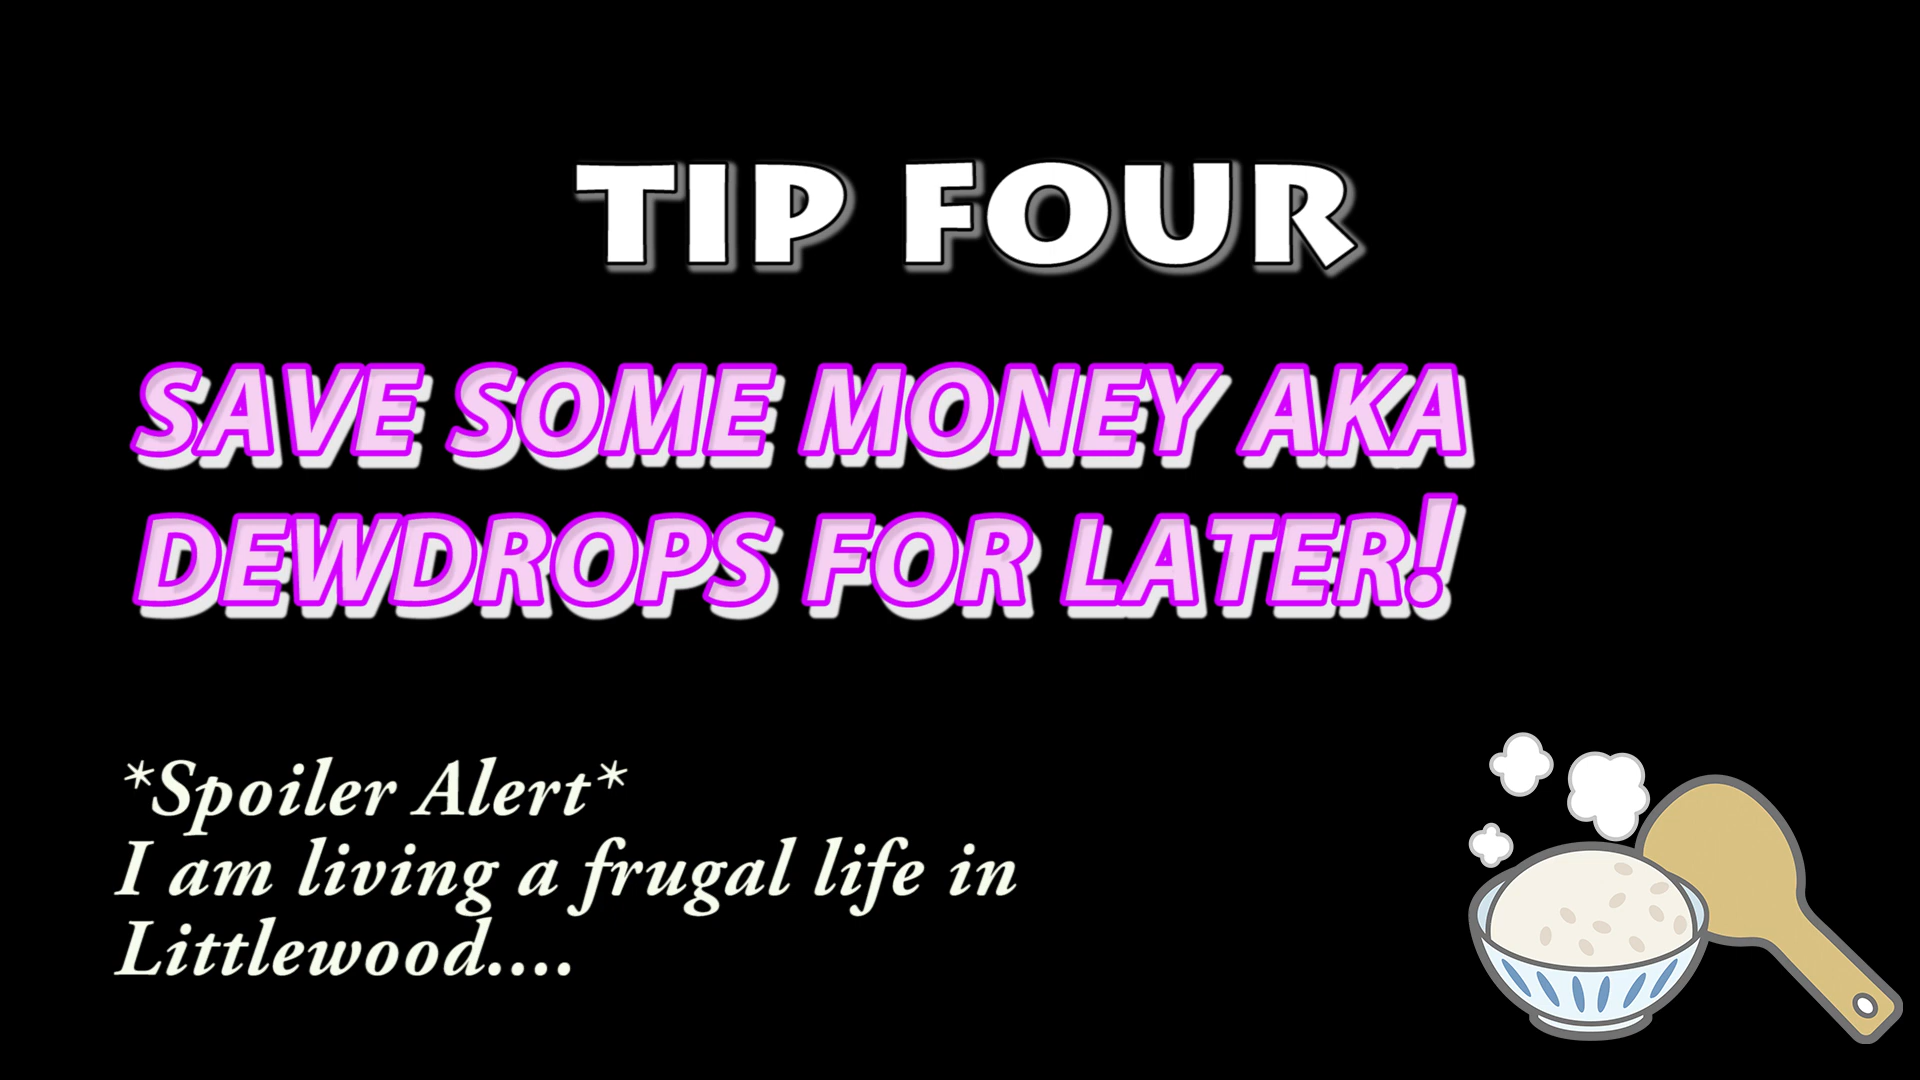 TIP FOUR
SAVE SOME MONEY AKA
DEWDROPS FOR LATER!
*Spoiler Alert*
I am living a frugal life in
Littlewood....